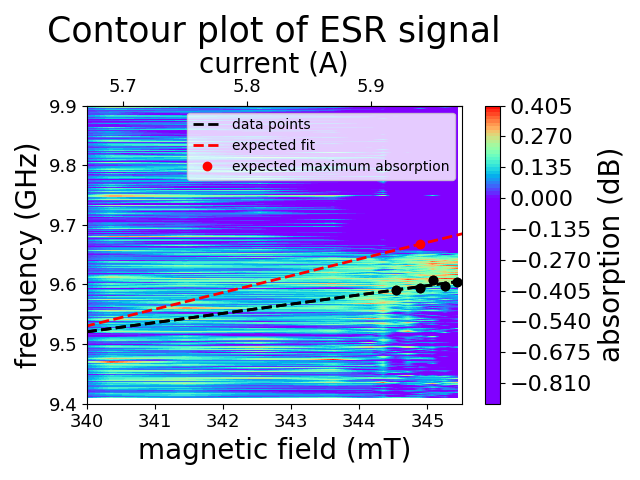 Contour plot of ESR signal
current (A)
5.7 5.8 5.9
data points
expected fit
expected maximum absorption
frequency (GHz)
9.9
9.8
9.7
9.6
9.5
9.4
340 341 342 343 344 345
magnetic field (mT)
0.405
0.270
0.135
0.000
−0.135
−0.270
−0.405
−0.540
−0.675
−0.810
absorption (dB)